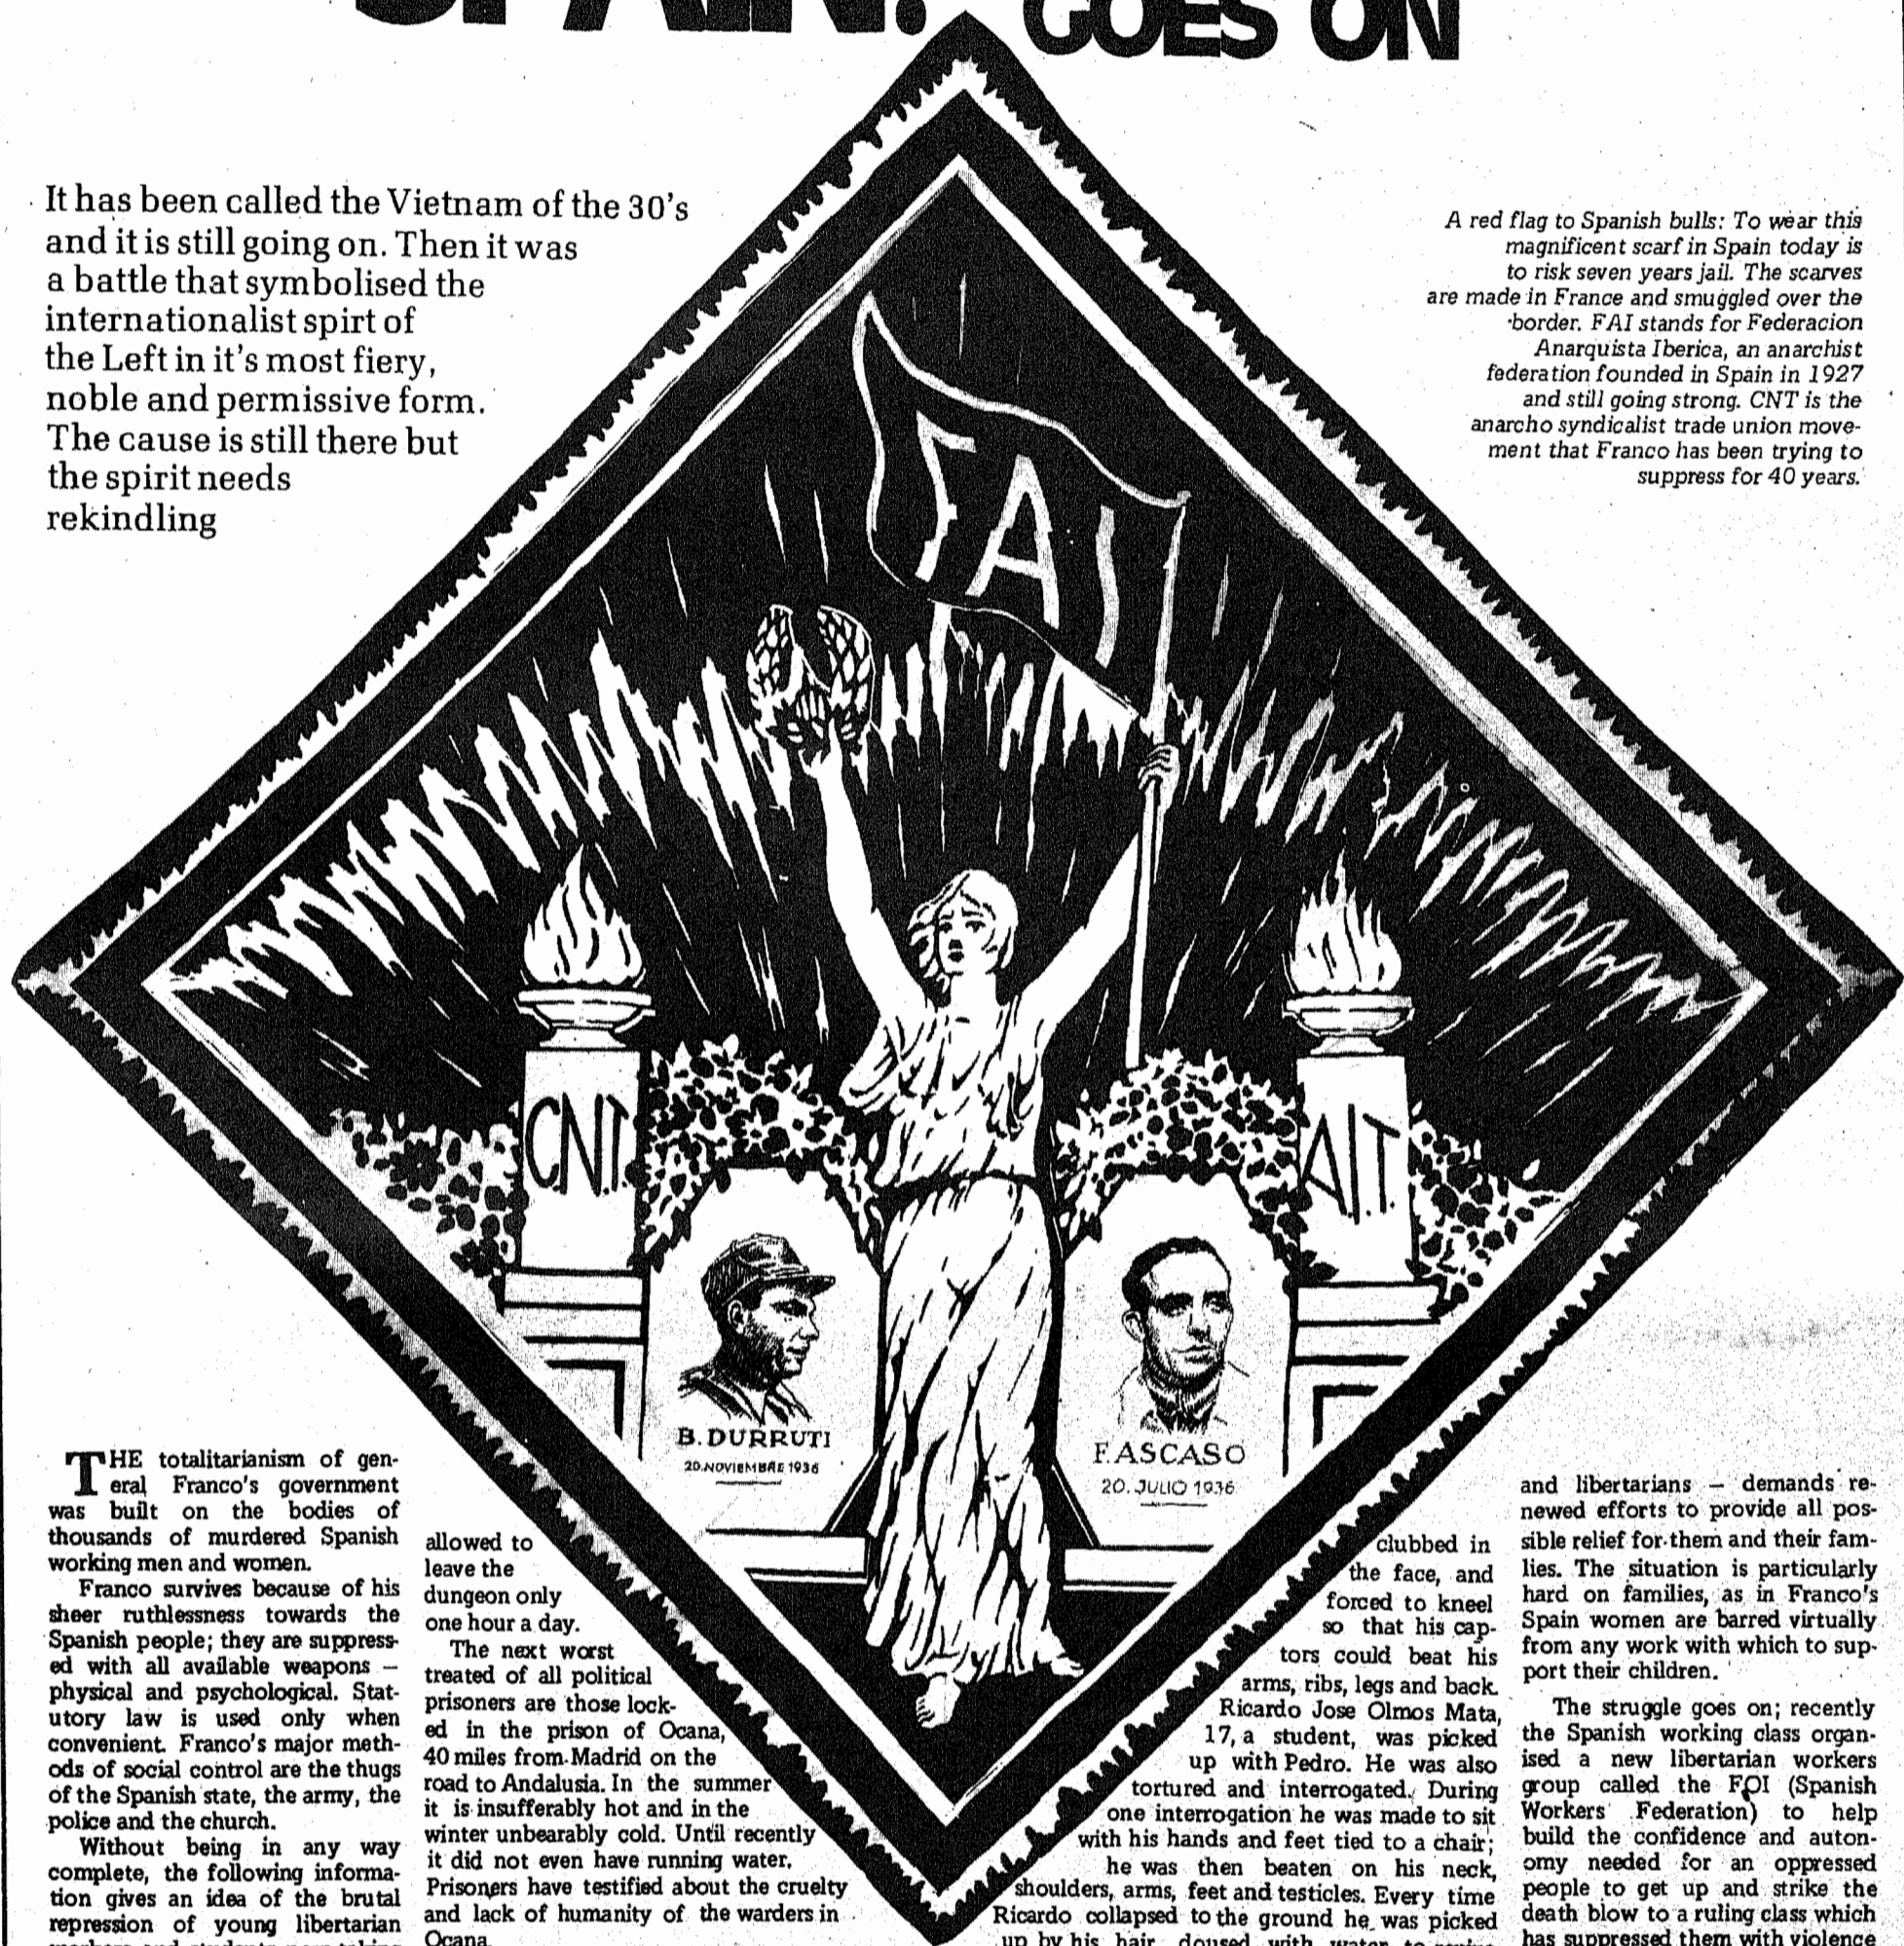 SPAIN: GOES ON
It has been called the Vietnam of the 30's
and it is still going on. Then it was
a battle that symbolised the
internationalist spirt of
the Left in it's most fiery,
noble and permissive form.
The cause is still there but
the spirit needs
rekindling
A red flag to Spanish bulls: To wear this
magnificent scarf in Spain today is
to risk seven years jail. The scarves
are made in France and smuggled over the
border. FAI stands for Federacion
Anarquista Iberica, an anarchist
federation founded in Spain in 1927
and still going strong. CNT is the
anarcho syndicalist trade union move-
ment that Franco has been trying to
suppress for 40 years.
FAI
C.N.T.
A.I.T.
B. DURRUTI
20. NOVIEMBRE 1936
F. ASCASO
20. JULIO 1936
THE totalitarianism of gen-
eral Franco's government
was built on the bodies of
thousands of murdered Spanish
working men and women.
Franco survives because of his
sheer ruthlessness towards the
Spanish people; they are suppress-
ed with all available weapons —
physical and psychological. Stat-
utory law is used only when
convenient. Franco's major meth-
ods of social control are the thugs
of the Spanish state, the army, the
police and the church.
Without being in any way
complete, the following informa-
tion gives an idea of the brutal
repression of young libertarian
allowed to
leave the
dungeon only
one hour a day.
The next worst
treated of all political
prisoners are those lock-
ed in the prison of Ocana,
40 miles from Madrid on the
road to Andalusia. In the summer
it is insufferably hot and in the
winter unbearably cold. Until recently
it did not even have running water.
Prisoners have testified about the cruelty
and lack of humanity of the warders in
Ocana.
clubbed in
the face, and
forced to kneel
so that his cap-
tors could beat his
arms, ribs, legs and back.
Ricardo Jose Olmos Mata,
17, a student, was picked
up with Pedro. He was also
tortured and interrogated. During
one interrogation he was made to sit
with his hands and feet tied to a chair;
he was then beaten on his neck,
shoulders, arms, feet and testicles. Every time
Ricardo collapsed to the ground he was picked
up by his hair, doused with water to
and libertarians — demands re-
newed efforts to provide all pos-
sible relief for them and their fam-
lies. The situation is particularly
hard on families, as in Franco's
Spain women are barred virtually
from any work with which to sup-
port their children.
The struggle goes on; recently
the Spanish working class organ-
ised a new libertarian workers
group called the FOI (Spanish
Workers Federation) to help
build the confidence and auton-
omy needed for an oppressed
people to get up and strike the
death blow to a ruling class which
has suppressed them with violence